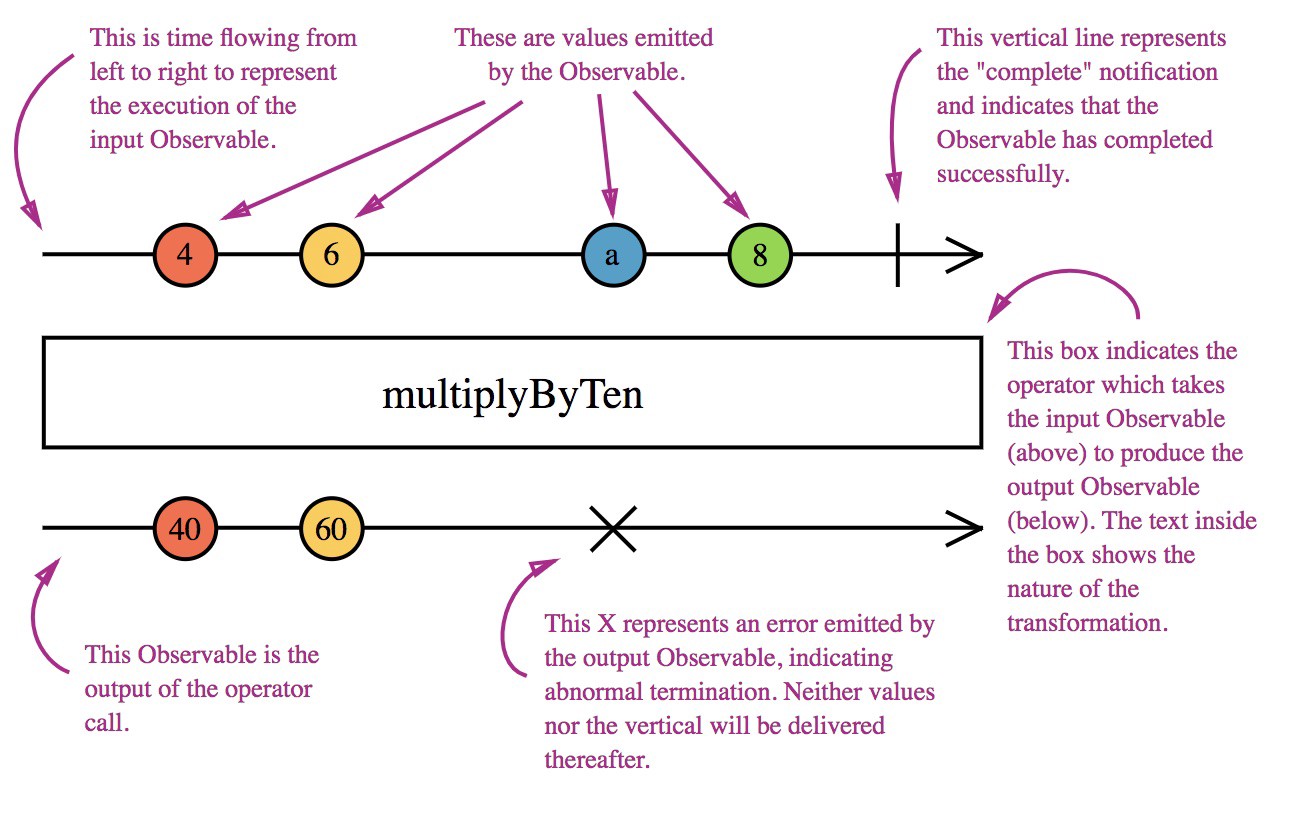 This is time flowing from
left to right to represent
the execution of the
input Observable.
These are values emitted
by the Observable.
This vertical line represents
the "complete" notification
and indicates that the
Observable has completed
successfully.
4 6 a 8
multiplyByTen
This box indicates the
operator which takes
the input Observable
(above) to produce the
output Observable
(below). The text inside
the box shows the
nature of the
transformation.
40 60
This Observable is the
output of the operator
call.
This X represents an error emitted by
the output Observable, indicating
abnormal termination. Neither values
nor the vertical will be delivered
thereafter.